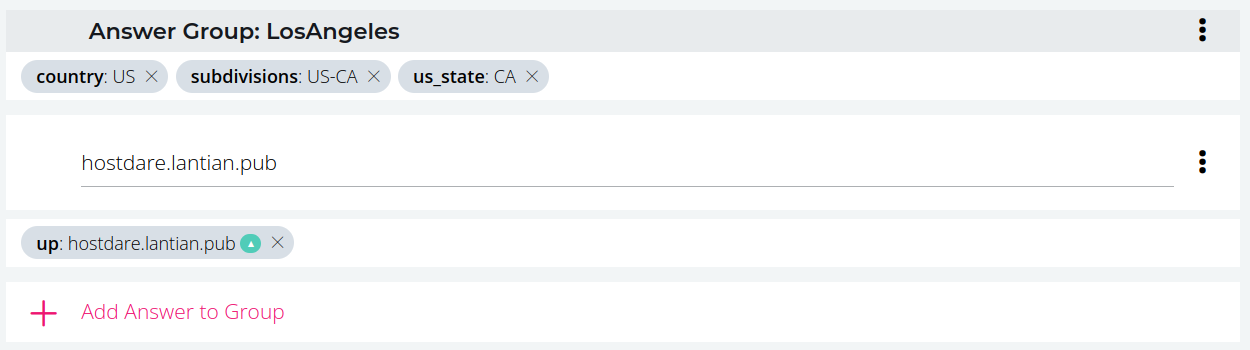 Answer Group: LosAngeles
country: US subdivisions: US-CA us_state: CA
hostdare.lantian.pub
up: hostdare.lantian.pub
Add Answer to Group